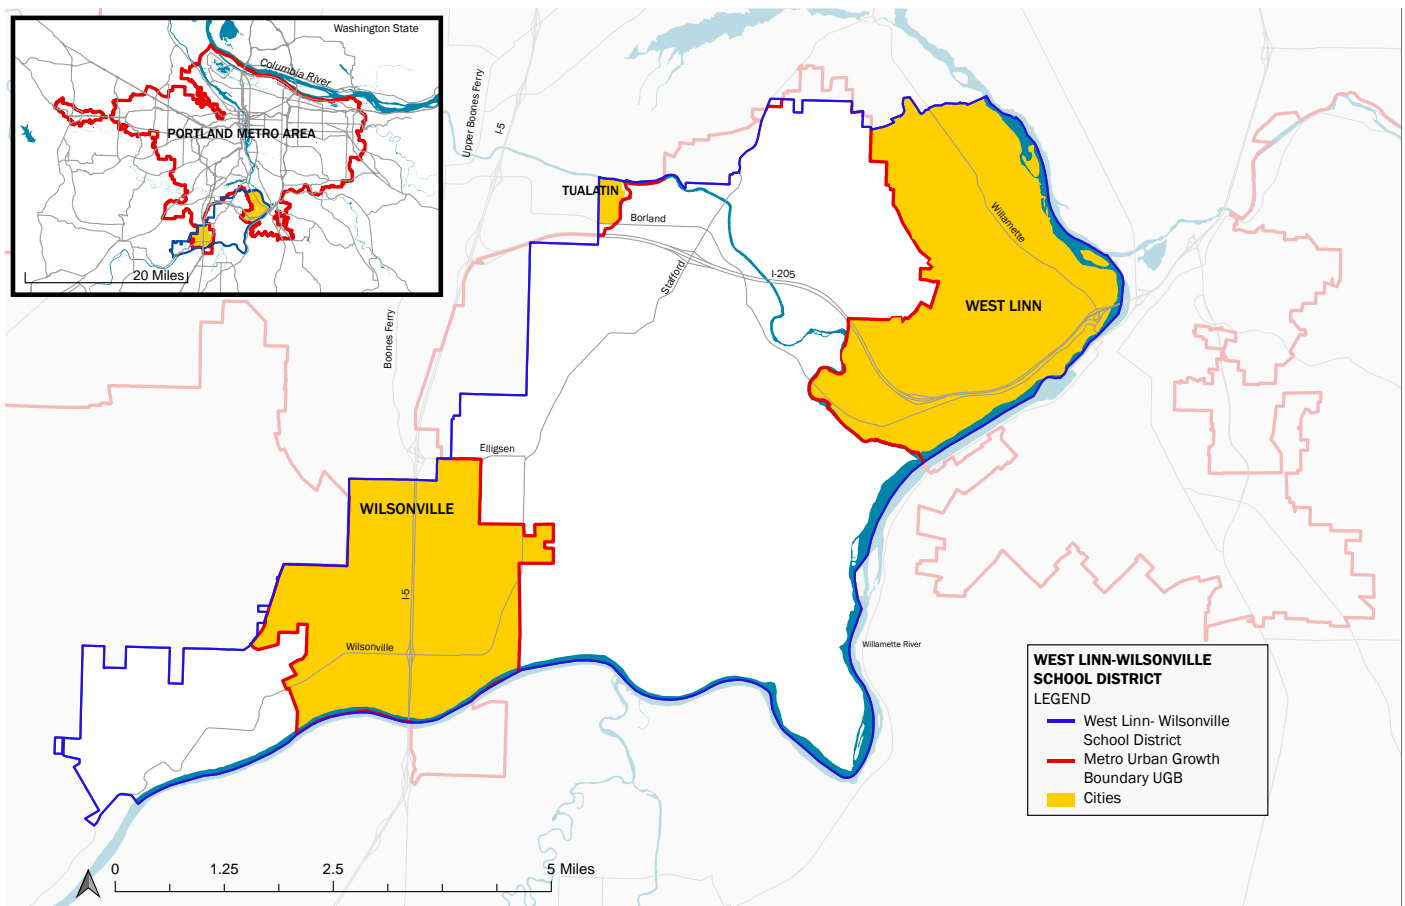 Washington State
Columbia River
PORTLAND METRO AREA
20 Miles
Upper Boones Ferry
I-5
TUALATIN
Borland
Stafford
I-205
Willamette
WEST LINN
Boones Ferry
Elligsen
WILSONVILLE
I-5
Wilsonville
Willamette River
WEST LINN-WILSONVILLE
SCHOOL DISTRICT
LEGEND
West Linn- Wilsonville
School District
Metro Urban Growth
Boundary UGB
Cities
0 1.25 2.5 5 Miles